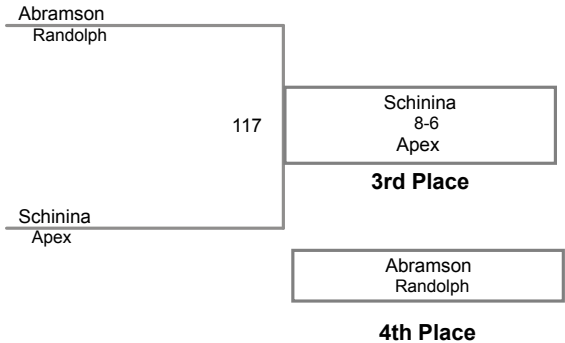 Abramson
Randolph
117
Schinina
8-6
Apex
3rd Place
Schinina
Apex
Abramson
Randolph
4th Place